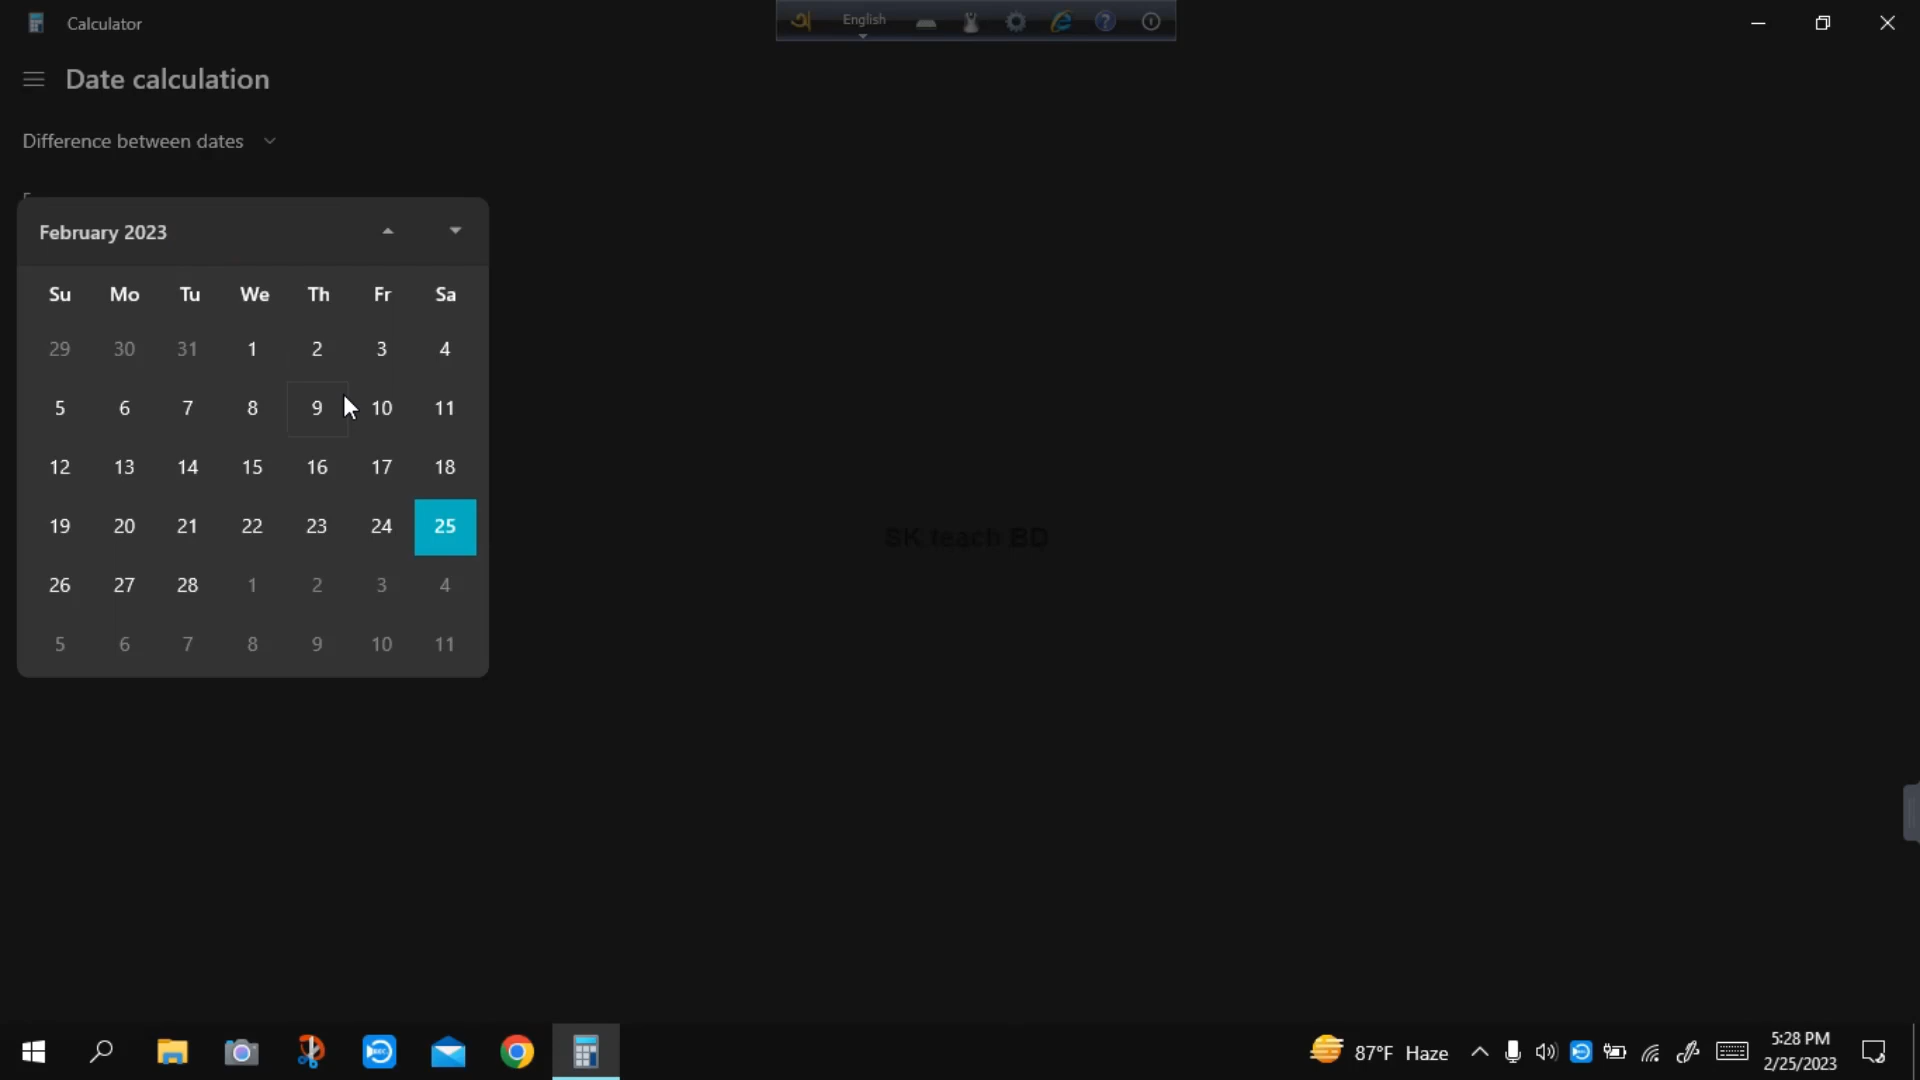 Calculator
English
Date calculation
Difference between dates
February 2023
Su Mo Tu We Th Fr Sa
29 30 31 1 2 3 4
5 6 7 8 9 10 11
12 13 14 15 16 17 18
19 20 21 22 23 24 25
26 27 28 1 2 3 4
5 6 7 8 9 10 11
SK teach BD
87°F Haze
5:28 PM
2/25/2023